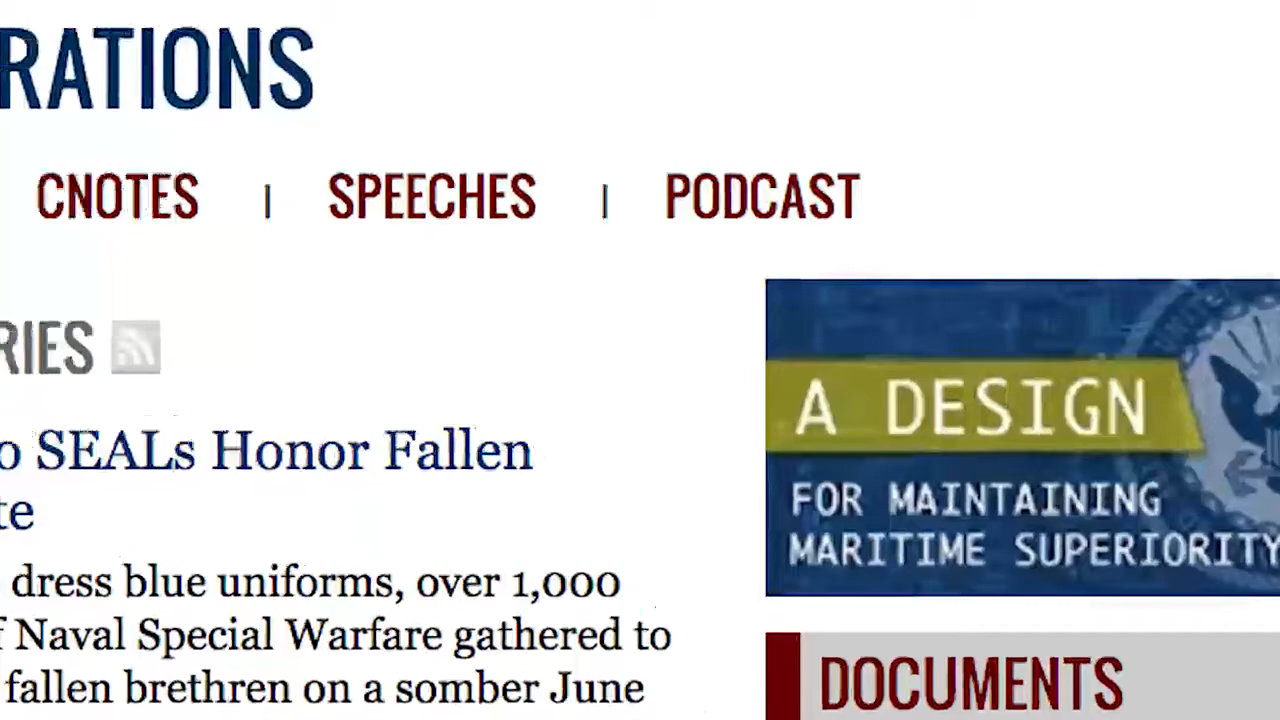 RATIONS
CNOTES | SPEECHES | PODCAST
RIES
o SEALs Honor Fallen
te
dress blue uniforms, over 1,000
f Naval Special Warfare gathered to
fallen brethren on a somber June
A DESIGN
FOR MAINTAINING
MARITIME SUPERIORITY
DOCUMENTS